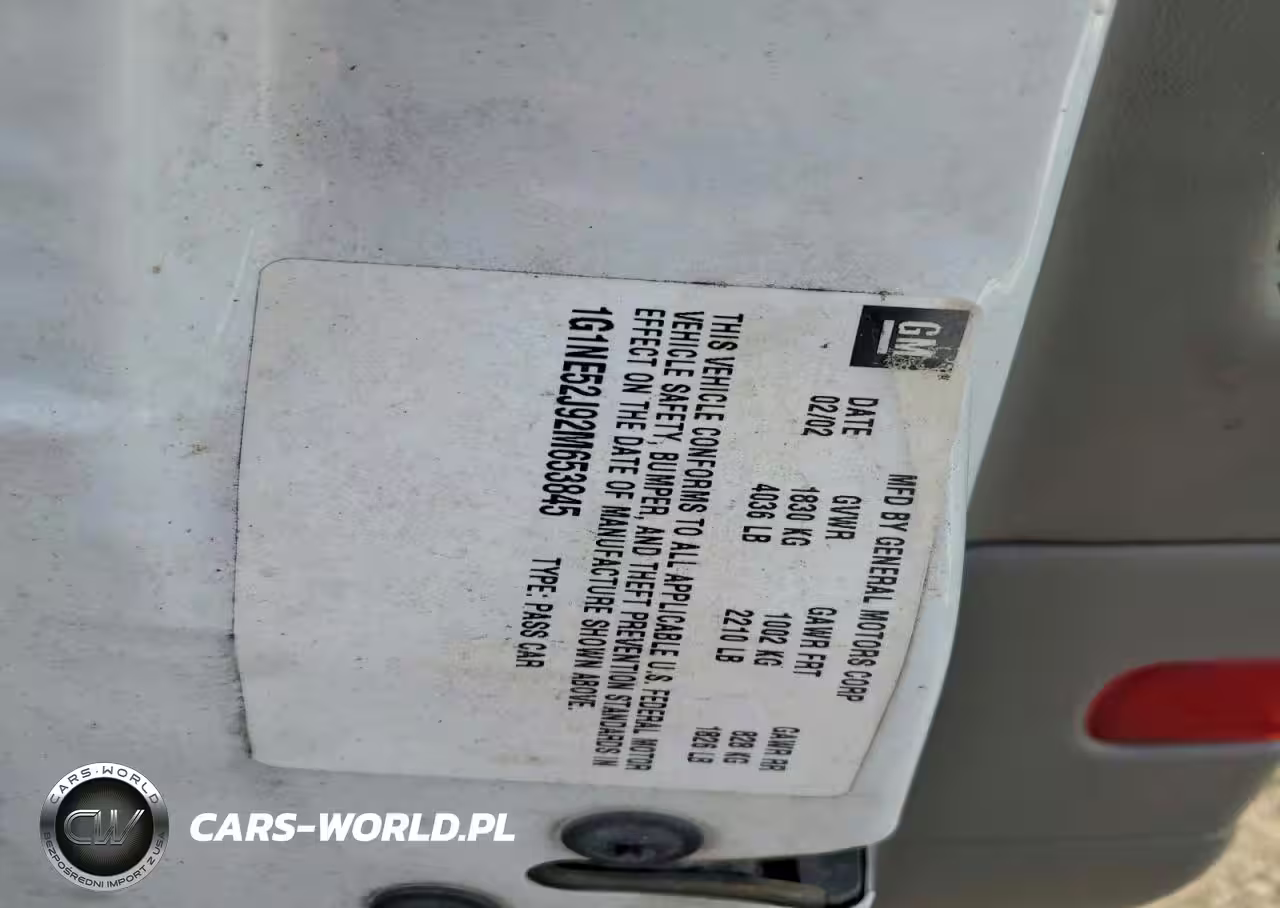 GM
MFD BY GENERAL MOTORS CORP
DATE GVWR GAWR FRT GAWR RR
02/02 1830 KG 1002 KG 828 KG
4036 LB 2210 LB 1826 LB
THIS VEHICLE CONFORMS TO ALL APPLICABLE U.S. FEDERAL MOTOR
VEHICLE SAFETY, BUMPER, AND THEFT PREVENTION STANDARDS IN
EFFECT ON THE DATE OF MANUFACTURE SHOWN ABOVE.
1G1NE52J92M653845 TYPE: PASS CAR
CARS-WORLD
CW
BEZPOŚREDNI IMPORT Z USA
CARS-WORLD.PL